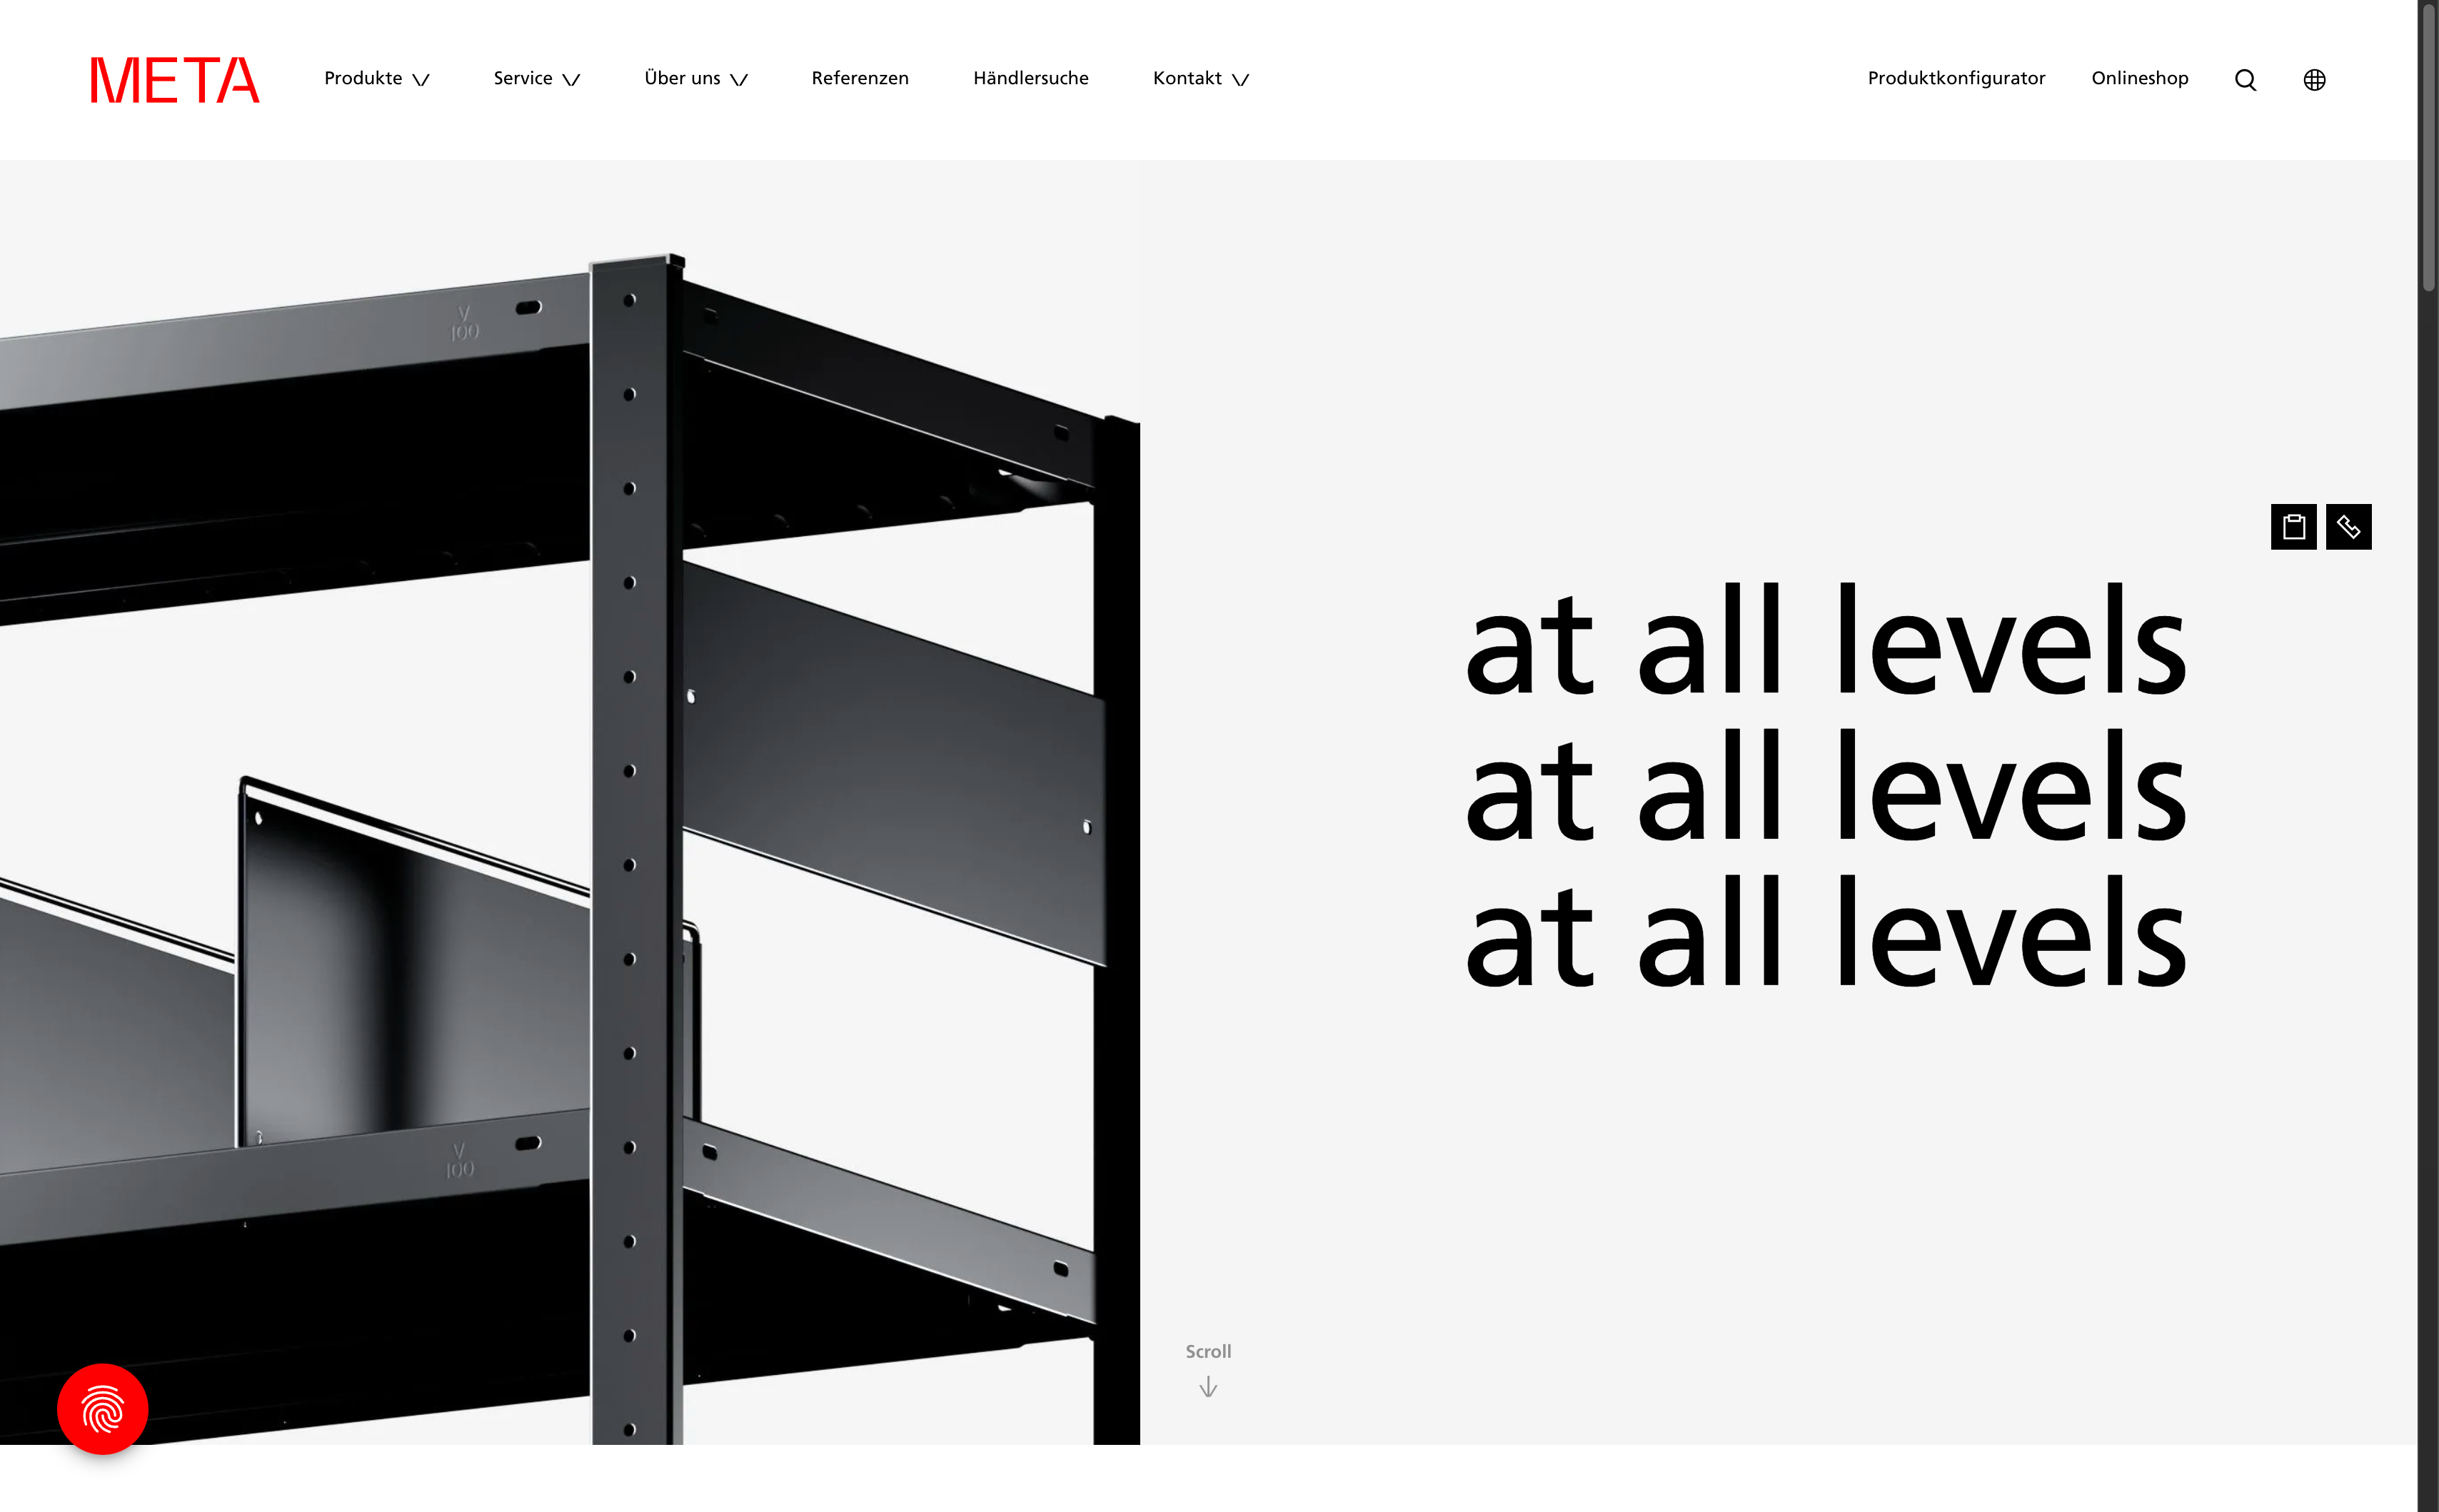 META
Produkte
Service
Über uns
Referenzen
Händlersuche
Kontakt
Produktkonfigurator
Onlineshop
V
100
at all levels
at all levels
at all levels
V
100
Scroll